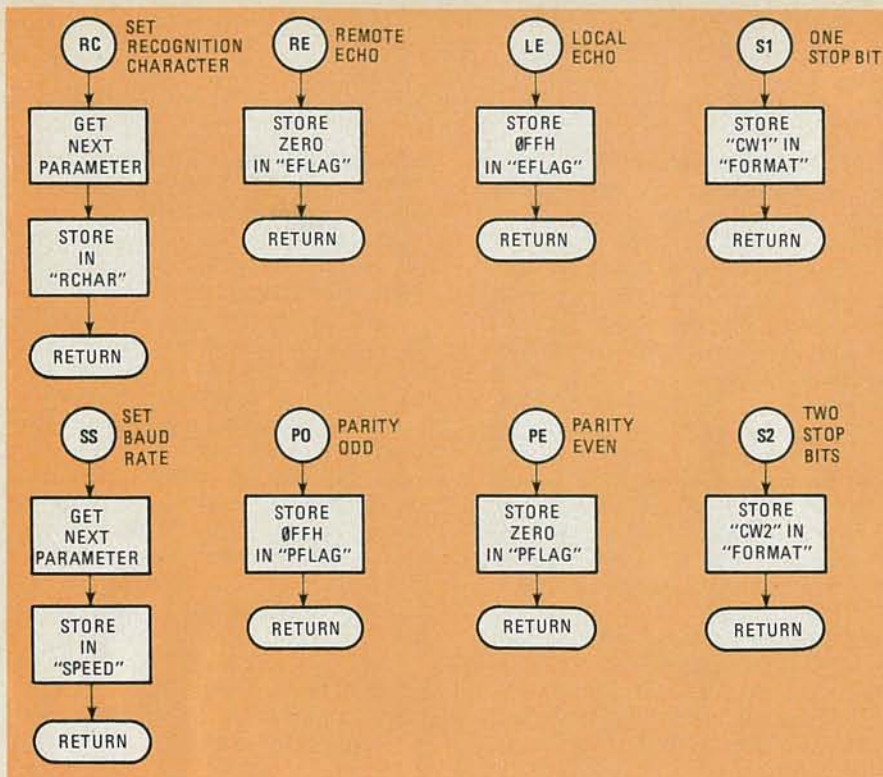 RC
SET
RECOGNITION
CHARACTER
GET
NEXT
PARAMETER
STORE
IN
"RCHAR"
RETURN
RE
REMOTE
ECHO
STORE
ZERO
IN "EFLAG"
RETURN
LE
LOCAL
ECHO
STORE
ØFFH
IN "EFLAG"
RETURN
S1
ONE
STOP BIT
STORE
"CW1" IN
"FORMAT"
RETURN
SS
SET
BAUD
RATE
GET
NEXT
PARAMETER
STORE
IN
"SPEED"
RETURN
PO
PARITY
ODD
STORE
ØFFH
IN "PFLAG"
RETURN
PE
PARITY
EVEN
STORE
ZERO
IN "PFLAG"
RETURN
S2
TWO
STOP
BITS
STORE
"CW2" IN
"FORMAT"
RETURN